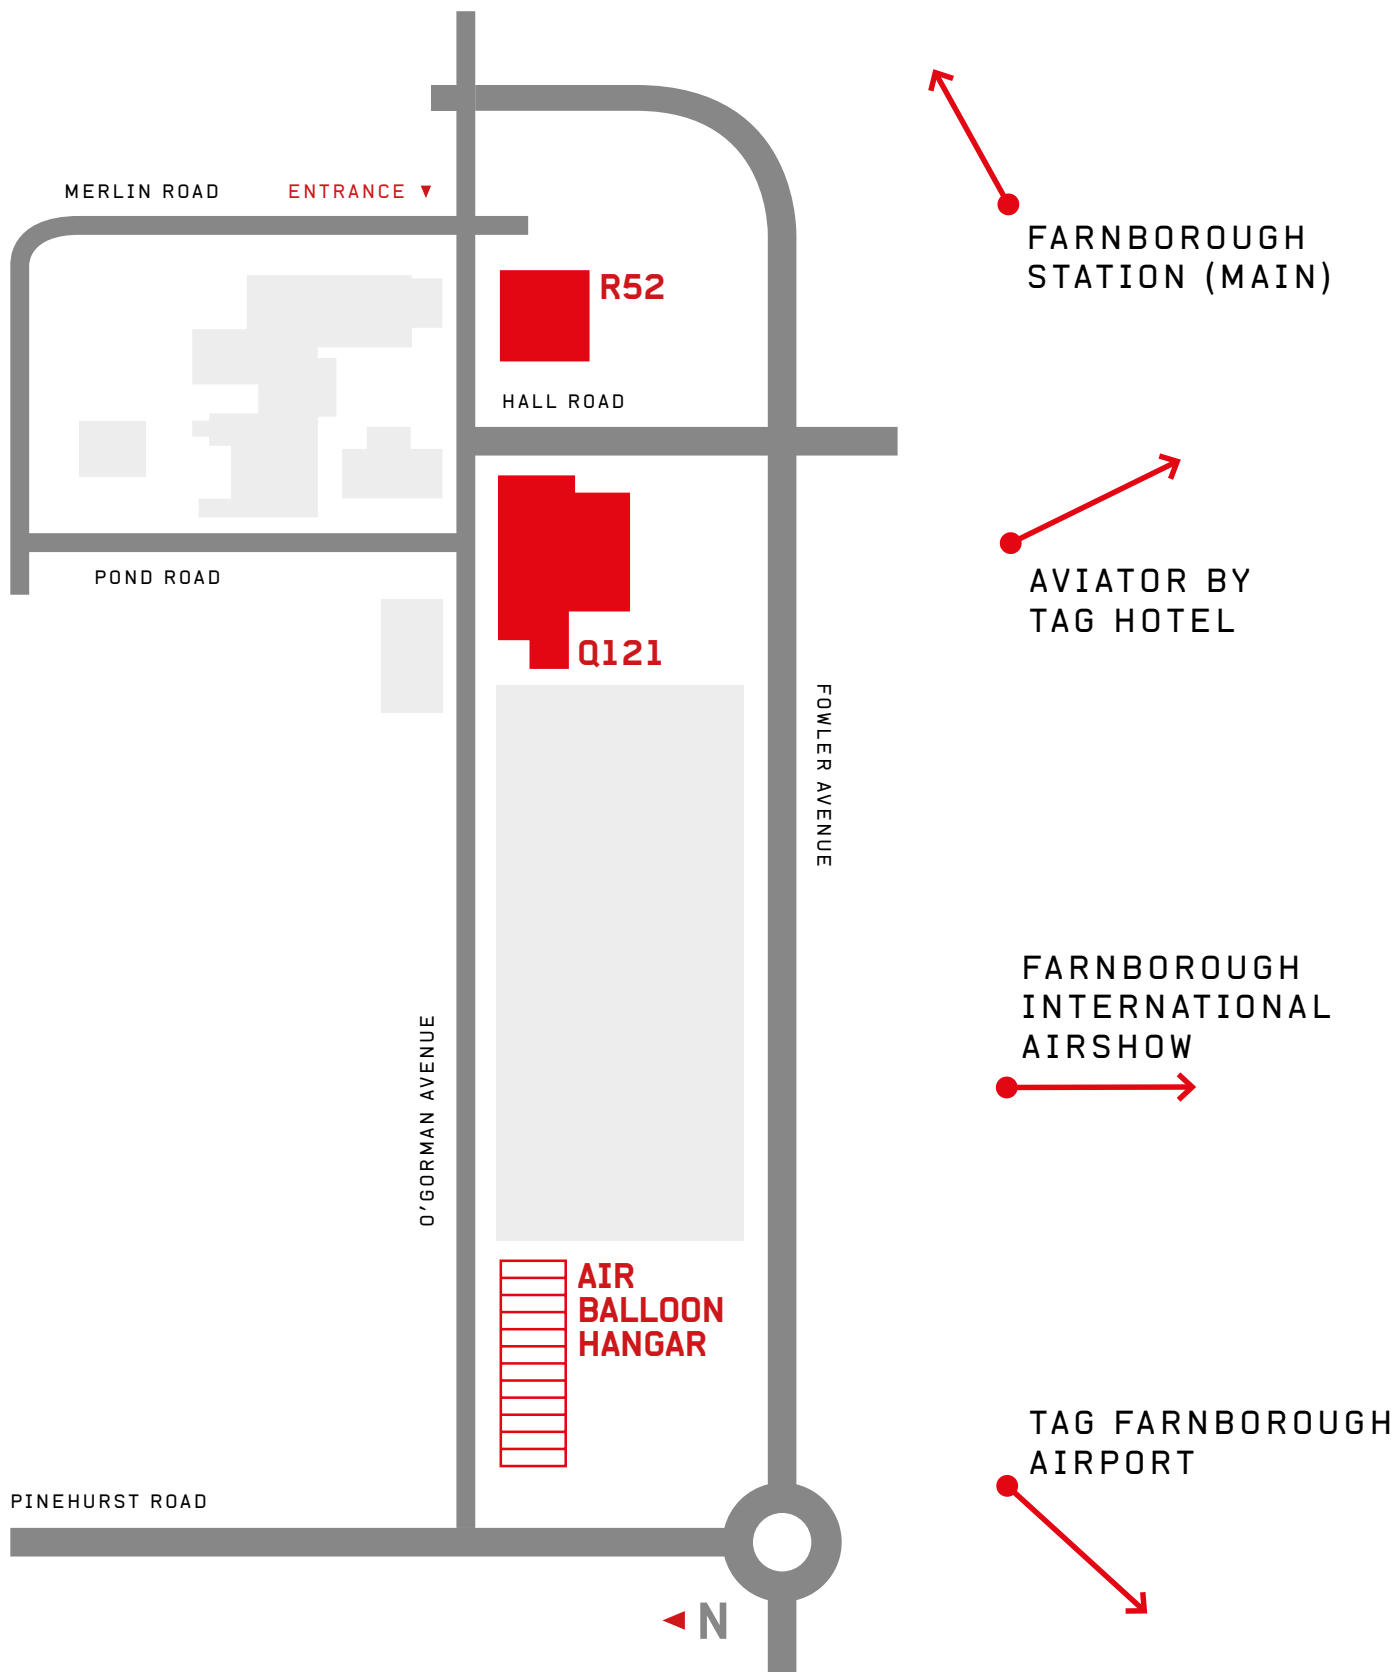 MERLIN ROAD
ENTRANCE
FARNBOROUGH
STATION (MAIN)
R52
HALL ROAD
POND ROAD
AVIATOR BY
TAG HOTEL
Q121
FOWLER AVENUE
FARNBOROUGH
INTERNATIONAL
AIRSHOW
O'GORMAN AVENUE
AIR
BALLOON
HANGAR
TAG FARNBOROUGH
AIRPORT
PINEHURST ROAD
N